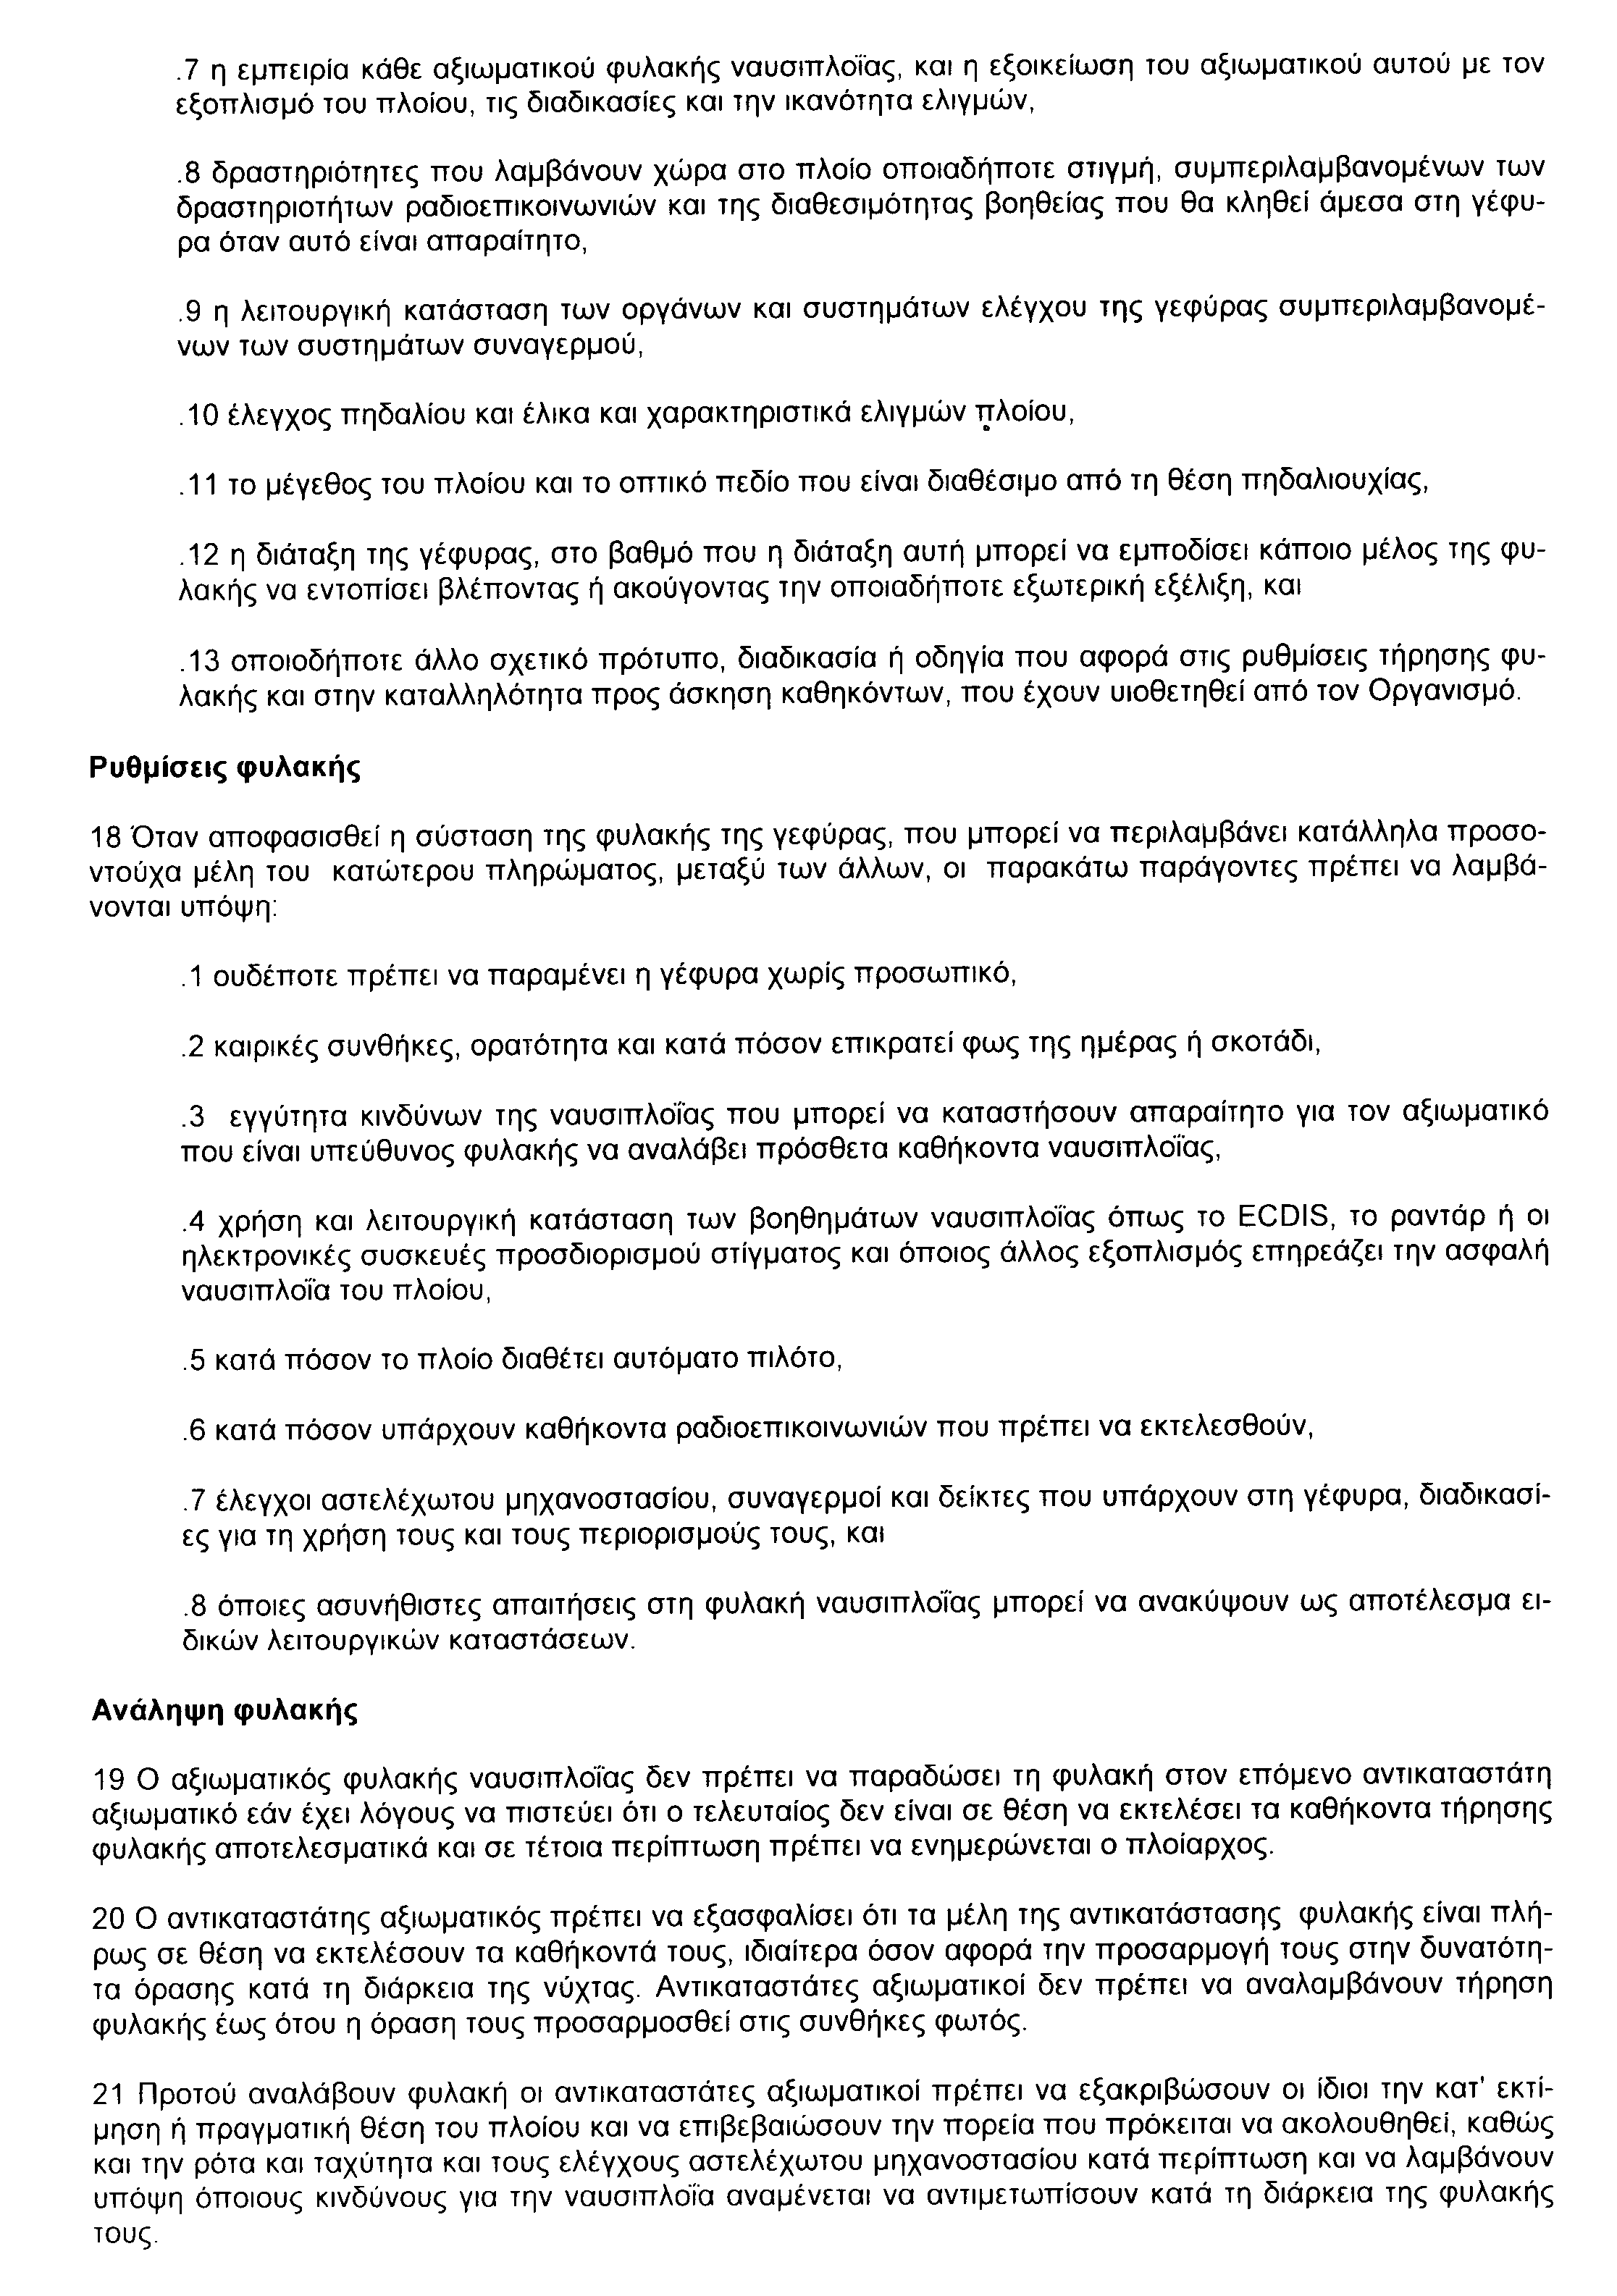 .7 η εμπειρία κάθε αξιωματικού φυλακής ναυσιπλοΐας, και η εξοικείωση του αξιωματικού αυτού με τον
εξοπλισμό του πλοίου, τις διαδικασίες και την ικανότητα ελιγμών,
.8 δραστηριότητες που λαμβάνουν χώρα στο πλοίο οποιαδήποτε στιγμή, συμπεριλαμβανομένων των
δραστηριοτήτων ραδιοεπικοινωνιών και της διαθεσιμότητας βοηθείας που θα κληθεί άμεσα στη γέφυ-
ρα όταν αυτό είναι απαραίτητο,
.9 η λειτουργική κατάσταση των οργάνων και συστημάτων ελέγχου της γεφύρας συμπεριλαμβανομέ-
νων των συστημάτων συναγερμού,
.10 έλεγχος πηδαλίου και έλικα και χαρακτηριστικά ελιγμών πλοίου,
.11 το μέγεθος του πλοίου και το οπτικό πεδίο που είναι διαθέσιμο από τη θέση πηδαλιουχίας,
.12 η διάταξη της γέφυρας, στο βαθμό που η διάταξη αυτή μπορεί να εμποδίσει κάποιο μέλος της φυ-
λακής να εντοπίσει βλέποντας ή ακούγοντας την οποιαδήποτε εξωτερική εξέλιξη, και
.13 οποιοδήποτε άλλο σχετικό πρότυπο, διαδικασία ή οδηγία που αφορά στις ρυθμίσεις τήρησης φυ-
λακής και στην καταλληλότητα προς άσκηση καθηκόντων, που έχουν υιοθετηθεί από τον Οργανισμό.
Ρυθμίσεις φυλακής
18 Όταν αποφασισθεί η σύσταση της φυλακής της γεφύρας, που μπορεί να περιλαμβάνει κατάλληλα προσο-
ντούχα μέλη του κατώτερου πληρώματος, μεταξύ των άλλων, οι παρακάτω παράγοντες πρέπει να λαμβά-
νονται υπόψη:
.1 ουδέποτε πρέπει να παραμένει η γέφυρα χωρίς προσωπικό,
.2 καιρικές συνθήκες, ορατότητα και κατά πόσον επικρατεί φως της ημέρας ή σκοτάδι,
.3 εγγύτητα κινδύνων της ναυσιπλοΐας που μπορεί να καταστήσουν απαραίτητο για τον αξιωματικό
που είναι υπεύθυνος φυλακής να αναλάβει πρόσθετα καθήκοντα ναυσιπλοΐας,
.4 χρήση και λειτουργική κατάσταση των βοηθημάτων ναυσιπλοΐας όπως το ECDIS, το ραντάρ ή οι
ηλεκτρονικές συσκευές προσδιορισμού στίγματος και όποιος άλλος εξοπλισμός επηρεάζει την ασφαλή
ναυσιπλοΐα του πλοίου,
.5 κατά πόσον το πλοίο διαθέτει αυτόματο πιλότο,
.6 κατά πόσον υπάρχουν καθήκοντα ραδιοεπικοινωνιών που πρέπει να εκτελεσθούν,
.7 έλεγχοι αστελέχωτου μηχανοστασίου, συναγερμοί και δείκτες που υπάρχουν στη γέφυρα, διαδικασί-
ες για τη χρήση τους και τους περιορισμούς τους, και
.8 όποιες ασυνήθιστες απαιτήσεις στη φυλακή ναυσιπλοΐας μπορεί να ανακύψουν ως αποτέλεσμα ει-
δικών λειτουργικών καταστάσεων.
Ανάληψη φυλακής
19 Ο αξιωματικός φυλακής ναυσιπλοΐας δεν πρέπει να παραδώσει τη φυλακή στον επόμενο αντικαταστάτη
αξιωματικό εάν έχει λόγους να πιστεύει ότι ο τελευταίος δεν είναι σε θέση να εκτελέσει τα καθήκοντα τήρησης
φυλακής αποτελεσματικά και σε τέτοια περίπτωση πρέπει να ενημερώνεται ο πλοίαρχος.
20 Ο αντικαταστάτης αξιωματικός πρέπει να εξασφαλίσει ότι τα μέλη της αντικατάστασης φυλακής είναι πλή-
ρως σε θέση να εκτελέσουν τα καθήκοντά τους, ιδιαίτερα όσον αφορά την προσαρμογή τους στην δυνατότη-
τα όρασης κατά τη διάρκεια της νύχτας. Αντικαταστάτες αξιωματικοί δεν πρέπει να αναλαμβάνουν τήρηση
φυλακής έως ότου η όραση τους προσαρμοσθεί στις συνθήκες φωτός.
21 Προτού αναλάβουν φυλακή οι αντικαταστάτες αξιωματικοί πρέπει να εξακριβώσουν οι ίδιοι την κατ' εκτί-
μηση ή πραγματική θέση του πλοίου και να επιβεβαιώσουν την πορεία που πρόκειται να ακολουθηθεί, καθώς
και την ρότα και ταχύτητα και τους ελέγχους αστελέχωτου μηχανοστασίου κατά περίπτωση και να λαμβάνουν
υπόψη όποιους κινδύνους για την ναυσιπλοΐα αναμένεται να αντιμετωπίσουν κατά τη διάρκεια της φυλακής
τους.